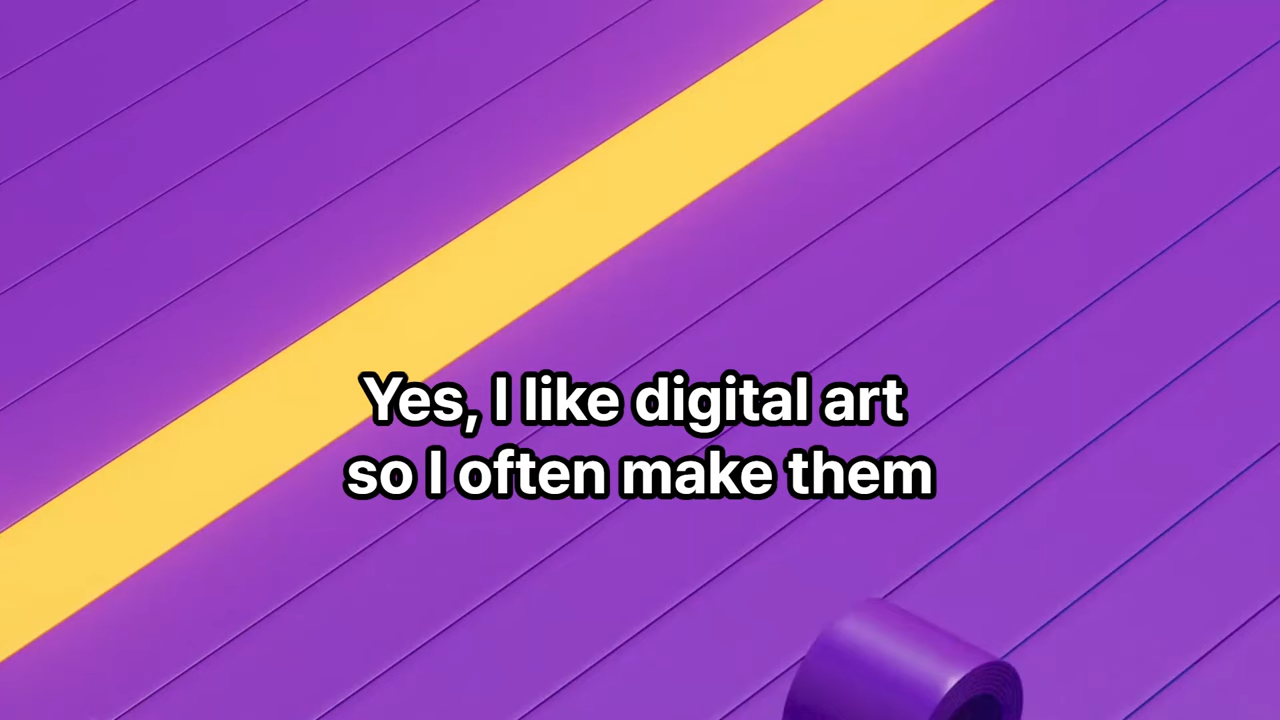 Yes, I like digital art
so I often make them